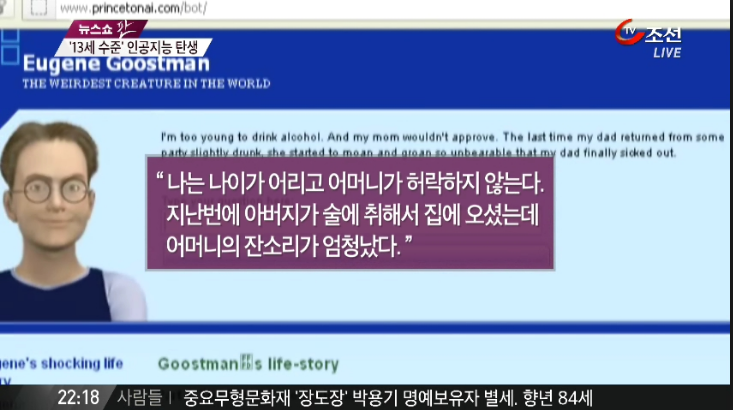 www.princetonai.com/bot/
뉴스쇼 판
'13세 수준' 인공지능 탄생
TV조선
LIVE
Eugene Goostman
THE WEIRDEST CREATURE IN THE WORLD
I'm too young to drink alcohol. And my mom wouldn't approve. The last time my dad returned from some
party slightly drunk, she started to moan and groan so unbearable that my dad finally sicked out.
“ 나는 나이가 어리고 어머니가 허락하지 않는다.
지난번에 아버지가 술에 취해서 집에 오셨는데
어머니의 잔소리가 엄청났다. ”
ene's shocking life
Goostman s life-story
22:18 사람들 중요무형문화재 '장도장' 박용기 명예보유자 별세. 향년 84세